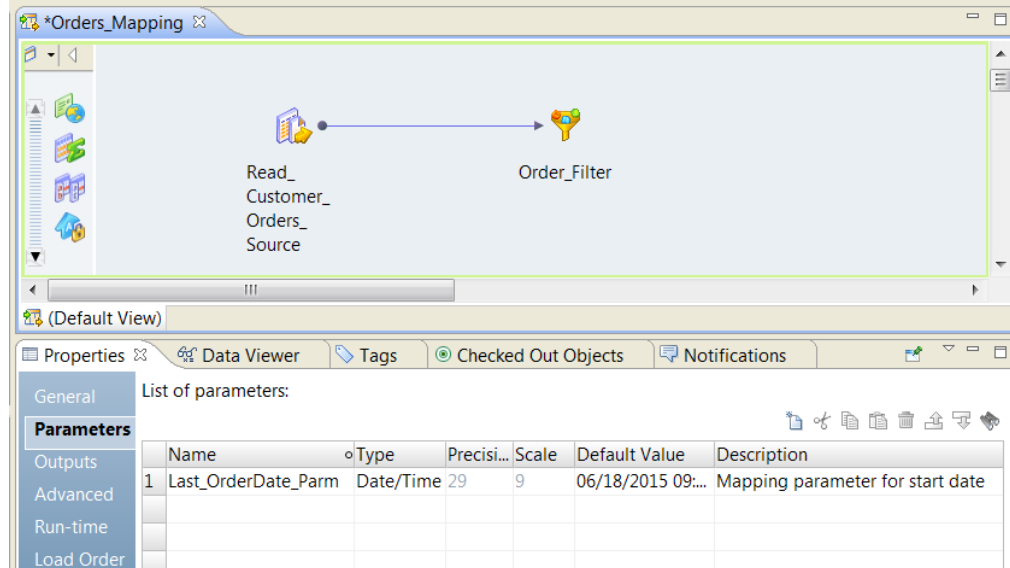 *Orders_Mapping
Read_
Customer_
Orders_
Source
Order_Filter
(Default View)
Properties Data Viewer Tags Checked Out Objects Notifications
General
Parameters
Outputs
Advanced
Run-time
Load Order
List of parameters:
Name Type Precisi... Scale Default Value Description
1 Last_OrderDate_Parm Date/Time 29 9 06/18/2015 09:... Mapping parameter for start date